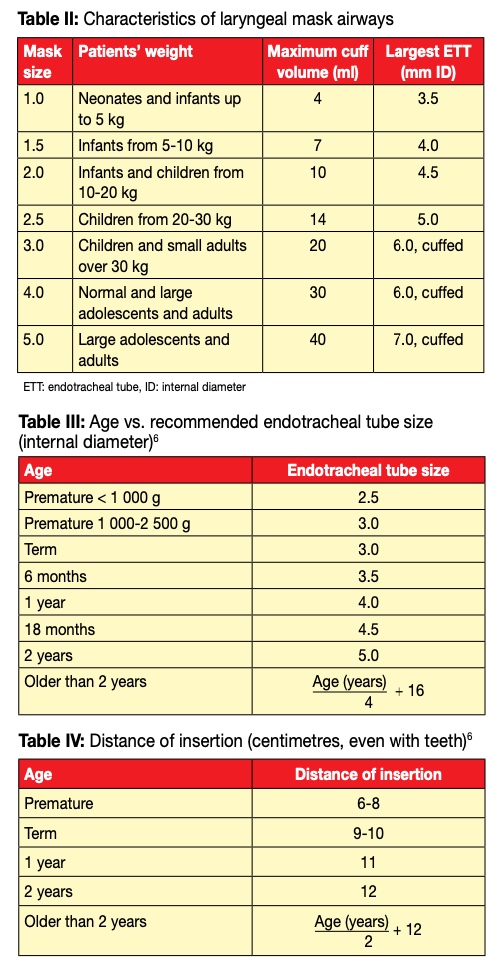 Table II: Characteristics of laryngeal mask airways
Mask size | Patients' weight | Maximum cuff volume (ml) | Largest ETT (mm ID)
1.0 | Neonates and infants up to 5 kg | 4 | 3.5
1.5 | Infants from 5-10 kg | 7 | 4.0
2.0 | Infants and children from 10-20 kg | 10 | 4.5
2.5 | Children from 20-30 kg | 14 | 5.0
3.0 | Children and small adults over 30 kg | 20 | 6.0, cuffed
4.0 | Normal and large adolescents and adults | 30 | 6.0, cuffed
5.0 | Large adolescents and adults | 40 | 7.0, cuffed
ETT: endotracheal tube, ID: internal diameter
Table III: Age vs. recommended endotracheal tube size
(internal diameter)⁶
Age | Endotracheal tube size
Premature < 1 000 g | 2.5
Premature 1 000-2 500 g | 3.0
Term | 3.0
6 months | 3.5
1 year | 4.0
18 months | 4.5
2 years | 5.0
Older than 2 years | Age (years)/4 + 16
Table IV: Distance of insertion (centimetres, even with teeth)⁶
Age | Distance of insertion
Premature | 6-8
Term | 9-10
1 year | 11
2 years | 12
Older than 2 years | Age (years)/2 + 12